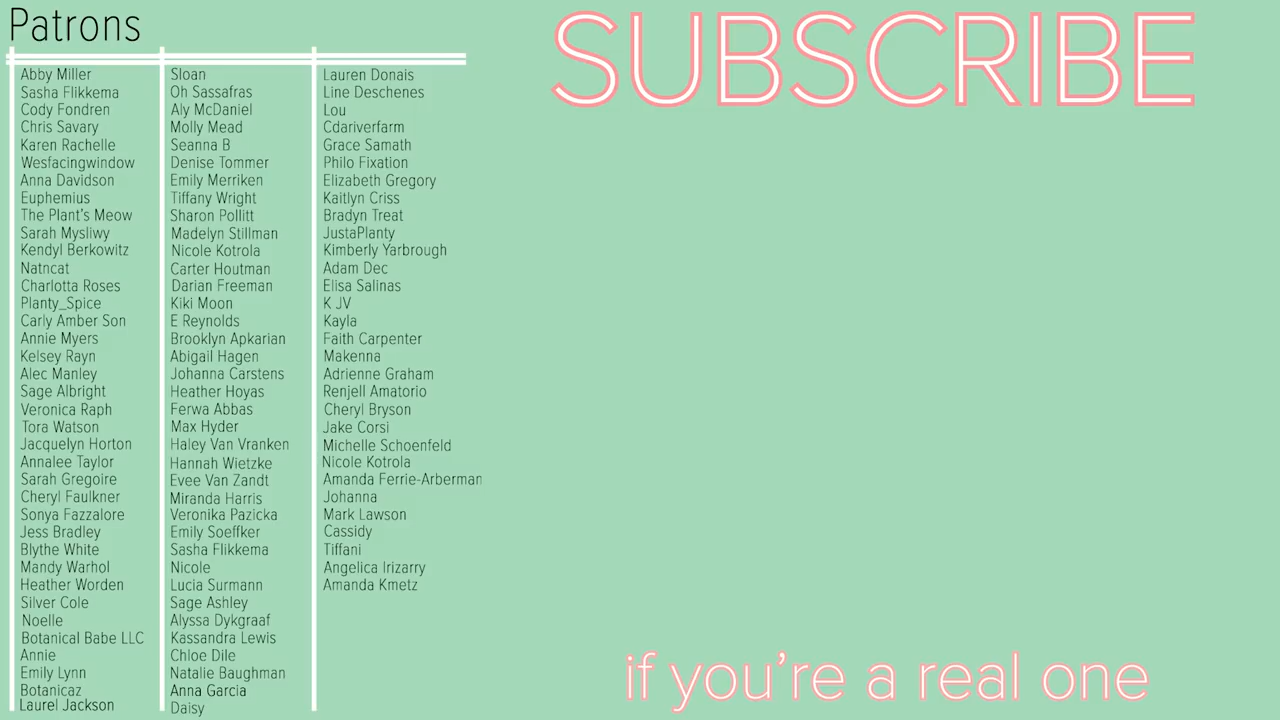 Patrons
Abby Miller
Sasha Flikkema
Cody Fondren
Chris Savary
Karen Rachelle
Wesfacingwindow
Anna Davidson
Euphemius
The Plant's Meow
Sarah Mysliwy
Kendyl Berkowitz
Natncat
Charlotta Roses
Planty_Spice
Carly Amber Son
Annie Myers
Kelsey Rayn
Alec Manley
Sage Albright
Veronica Raph
Tora Watson
Jacquelyn Horton
Annalee Taylor
Sarah Gregoire
Cheryl Faulkner
Sonya Fazzalore
Jess Bradley
Blythe White
Mandy Warhol
Heather Worden
Silver Cole
Noelle
Botanical Babe LLC
Annie
Emily Lynn
Botanicaz
Laurel Jackson
Sloan
Oh Sassafras
Aly McDaniel
Molly Mead
Seanna B
Denise Tommer
Emily Merriken
Tiffany Wright
Sharon Pollitt
Madelyn Stillman
Nicole Kotrola
Carter Houtman
Darian Freeman
Kiki Moon
E Reynolds
Brooklyn Apkarian
Abigail Hagen
Johanna Carstens
Heather Hoyas
Ferwa Abbas
Max Hyder
Haley Van Vranken
Hannah Wietzke
Evee Van Zandt
Miranda Harris
Veronika Pazicka
Emily Soeffker
Sasha Flikkema
Nicole
Lucia Surmann
Sage Ashley
Alyssa Dykgraaf
Kassandra Lewis
Chloe Dile
Natalie Baughman
Anna Garcia
Daisy
Lauren Donais
Line Deschenes
Lou
Cdariverfarm
Grace Samath
Philo Fixation
Elizabeth Gregory
Kaitlyn Criss
Bradyn Treat
JustaPlanty
Kimberly Yarbrough
Adam Dec
Elisa Salinas
K JV
Kayla
Faith Carpenter
Makenna
Adrienne Graham
Renjell Amatorio
Cheryl Bryson
Jake Corsi
Michelle Schoenfeld
Nicole Kotrola
Amanda Ferrie-Arberman
Johanna
Mark Lawson
Cassidy
Tiffani
Angelica Irizarry
Amanda Kmetz
SUBSCRIBE
if you're a real one